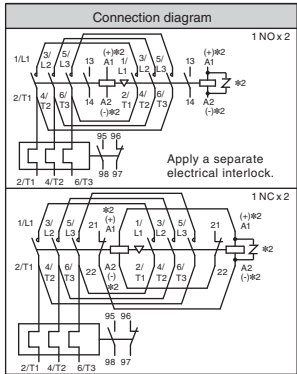 Connection diagram
1 NO x 2
3/ 5/ (+)*2 1/ 3/ 5/ (+)*2
1/L1 L2 L3 13 A1 L1 L2 L3 13 A1
*2
2/T1 4/ 6/ 14 A2 2/ 4/ 6/ 14 A2
T2 T3 (-)*2 T1 T2 T3 (-)*2
95 96
98 97
Apply a separate
electrical interlock.
2/T1 4/T2 6/T3
1 NC x 2
*2 (+)*2
3/ 5/ (+) 1/ 3/ 5/ A1
1/L1 L2 L3 21 A1 L1 L2 L3 21
*2
2/T1 4/ 6/ 22 A2 2/ 4/ 6/ 22 A2
T2 T3 (-) T1 T2 T3 (-)*2
*2
95 96
98 97
2/T1 4/T2 6/T3